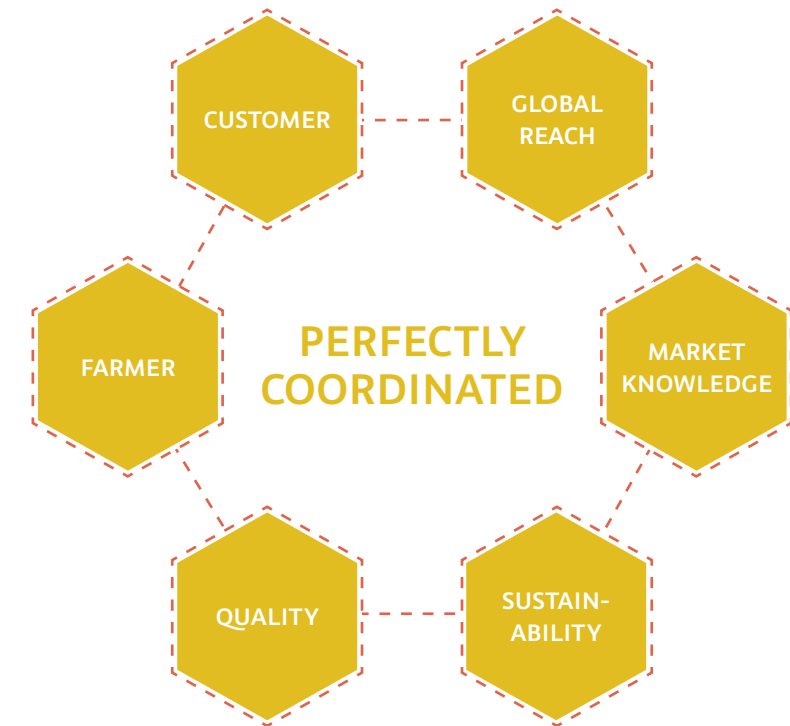 CUSTOMER
GLOBAL
REACH
FARMER
PERFECTLY
COORDINATED
MARKET
KNOWLEDGE
QUALITY
SUSTAIN-
ABILITY